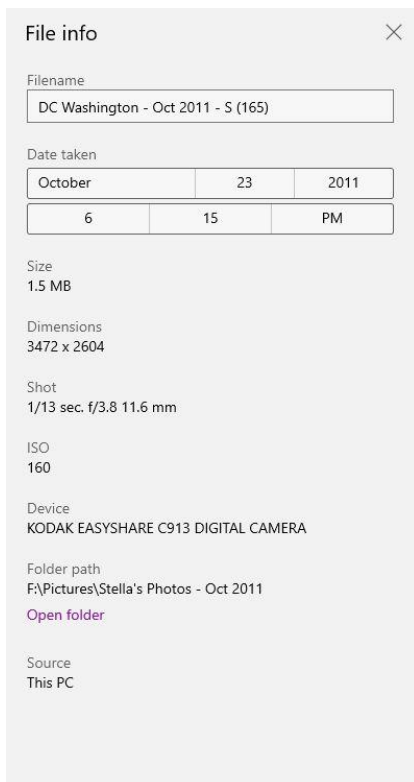 File info
Filename
DC Washington - Oct 2011 - S (165)
Date taken
October 23 2011
6 15 PM
Size
1.5 MB
Dimensions
3472 x 2604
Shot
1/13 sec. f/3.8 11.6 mm
ISO
160
Device
KODAK EASYSHARE C913 DIGITAL CAMERA
Folder path
F:\Pictures\Stella's Photos - Oct 2011
Open folder
Source
This PC